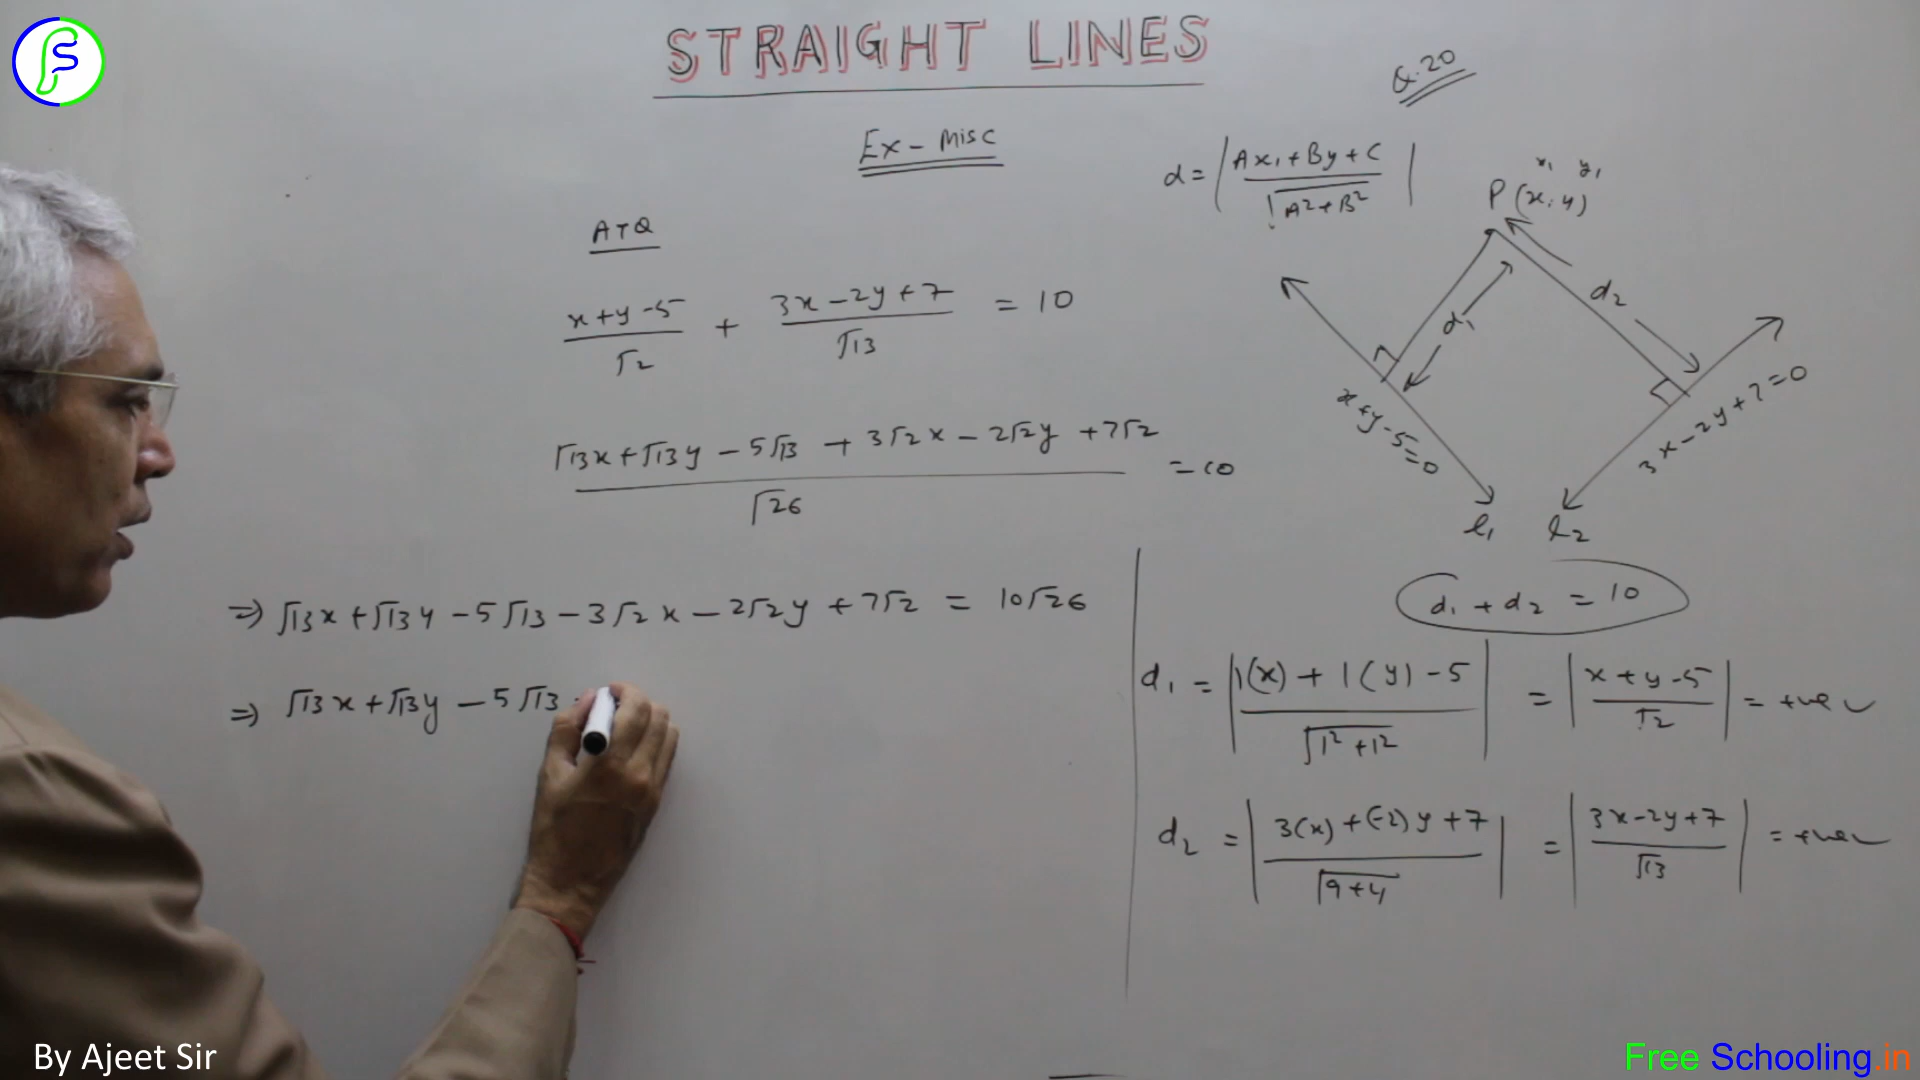 STRAIGHT LINES
Q.20
Ex - Misc
d = | Ax₁ + By + C / √A² + B² |
x₁ y₁
P (x, y)
ATQ
x + y - 5 / √2 + 3x - 2y + 7 / √13 = 10
d₁
d₂
x + y - 5 = 0
3x - 2y + 7 = 0
l₁ l₂
√13x + √13y - 5√13 + 3√2x - 2√2y + 7√2 / √26 = 10
⇒ √13x + √13y - 5√13 - 3√2x - 2√2y + 7√2 = 10√26
⇒ √13x + √13y - 5√13
d₁ + d₂ = 10
d₁ = | 1(x) + 1(y) - 5 / √1² + 1² | = | x + y - 5 / √2 | = +ve
d₂ = | 3(x) + (-2)y + 7 / √9 + 4 | = | 3x - 2y + 7 / √13 | = +ve
By Ajeet Sir
Free Schooling.in